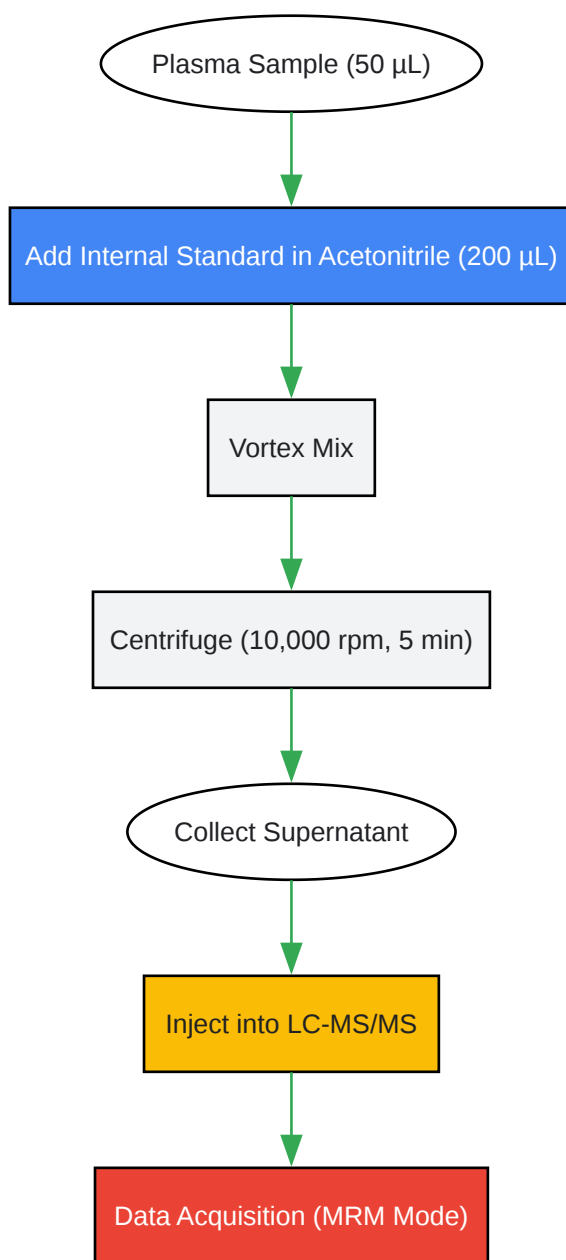 Plasma Sample (50 µL)
Add Internal Standard in Acetonitrile (200 µL)
Vortex Mix
Centrifuge (10,000 rpm, 5 min)
Collect Supernatant
Inject into LC-MS/MS
Data Acquisition (MRM Mode)